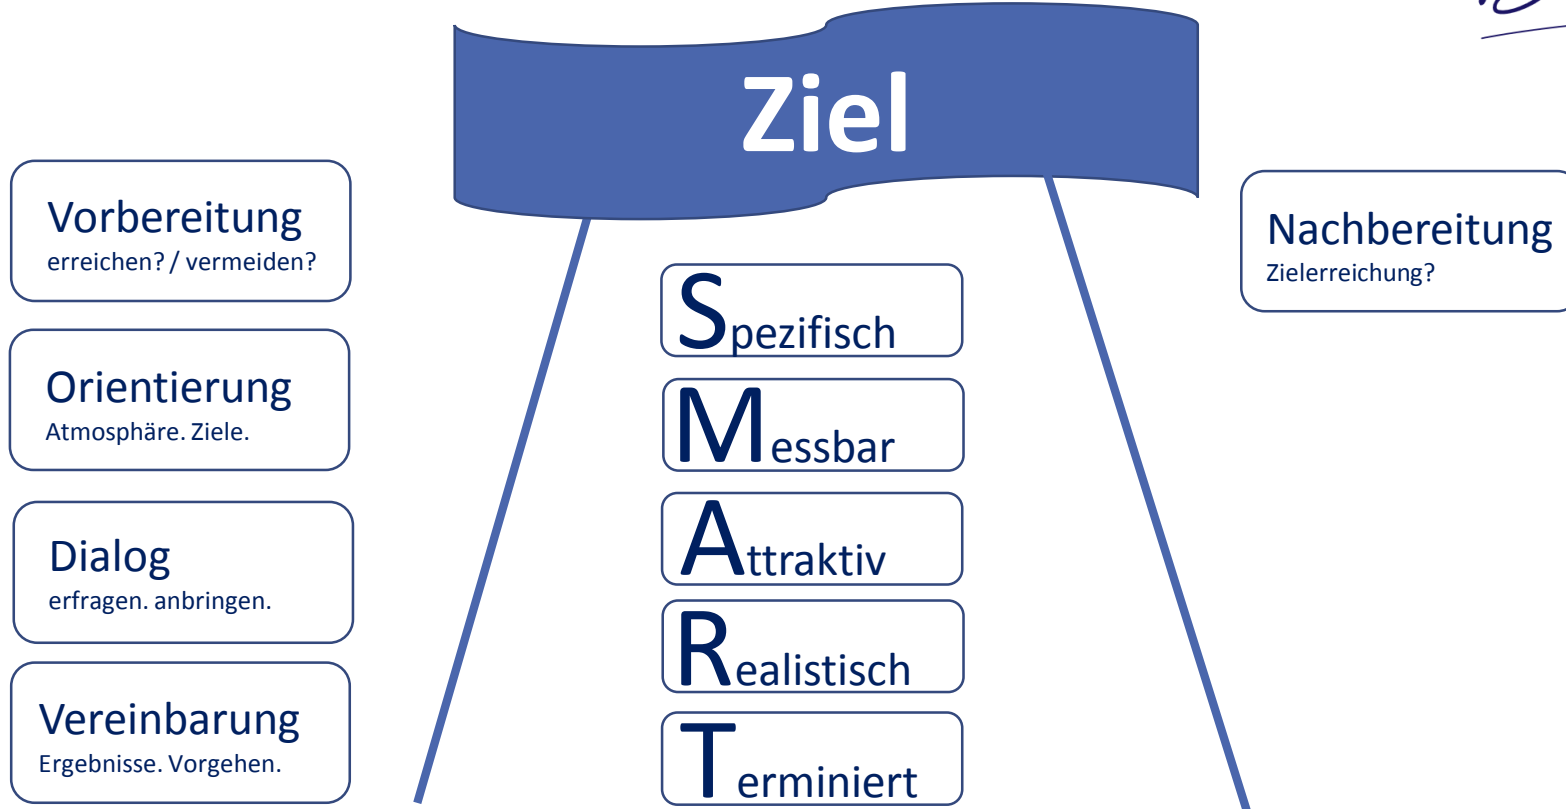 Ziel
Vorbereitung
erreichen? / vermeiden?
Orientierung
Atmosphäre. Ziele.
Dialog
erfragen. anbringen.
Vereinbarung
Ergebnisse. Vorgehen.
Spezifisch
Messbar
Attraktiv
Realistisch
Terminiert
Nachbereitung
Zielerreichung?